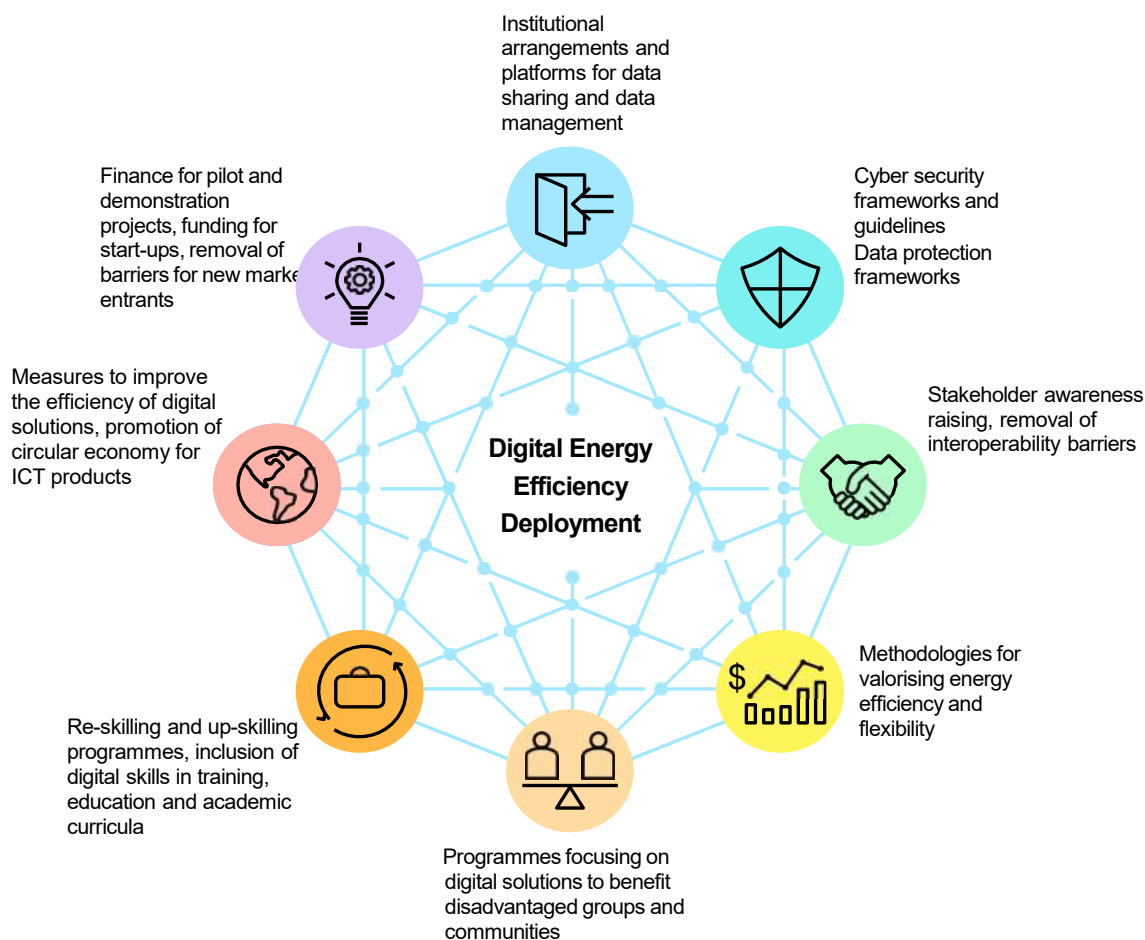 Institutional
arrangements and
platforms for data
sharing and data
management
Finance for pilot and
demonstration
projects, funding for
start-ups, removal of
barriers for new marke
entrants
Cyber security
frameworks and
guidelines
Data protection
frameworks
Measures to improve
the efficiency of digital
solutions, promotion of
circular economy for
ICT products
Stakeholder awareness
raising, removal of
interoperability barriers
Digital Energy
Efficiency
Deployment
$
Methodologies for
valorising energy
efficiency and
flexibility
Re-skilling and up-skilling
programmes, inclusion of
digital skills in training,
education and academic
curricula
Programmes focusing on
digital solutions to benefit
disadvantaged groups and
communities